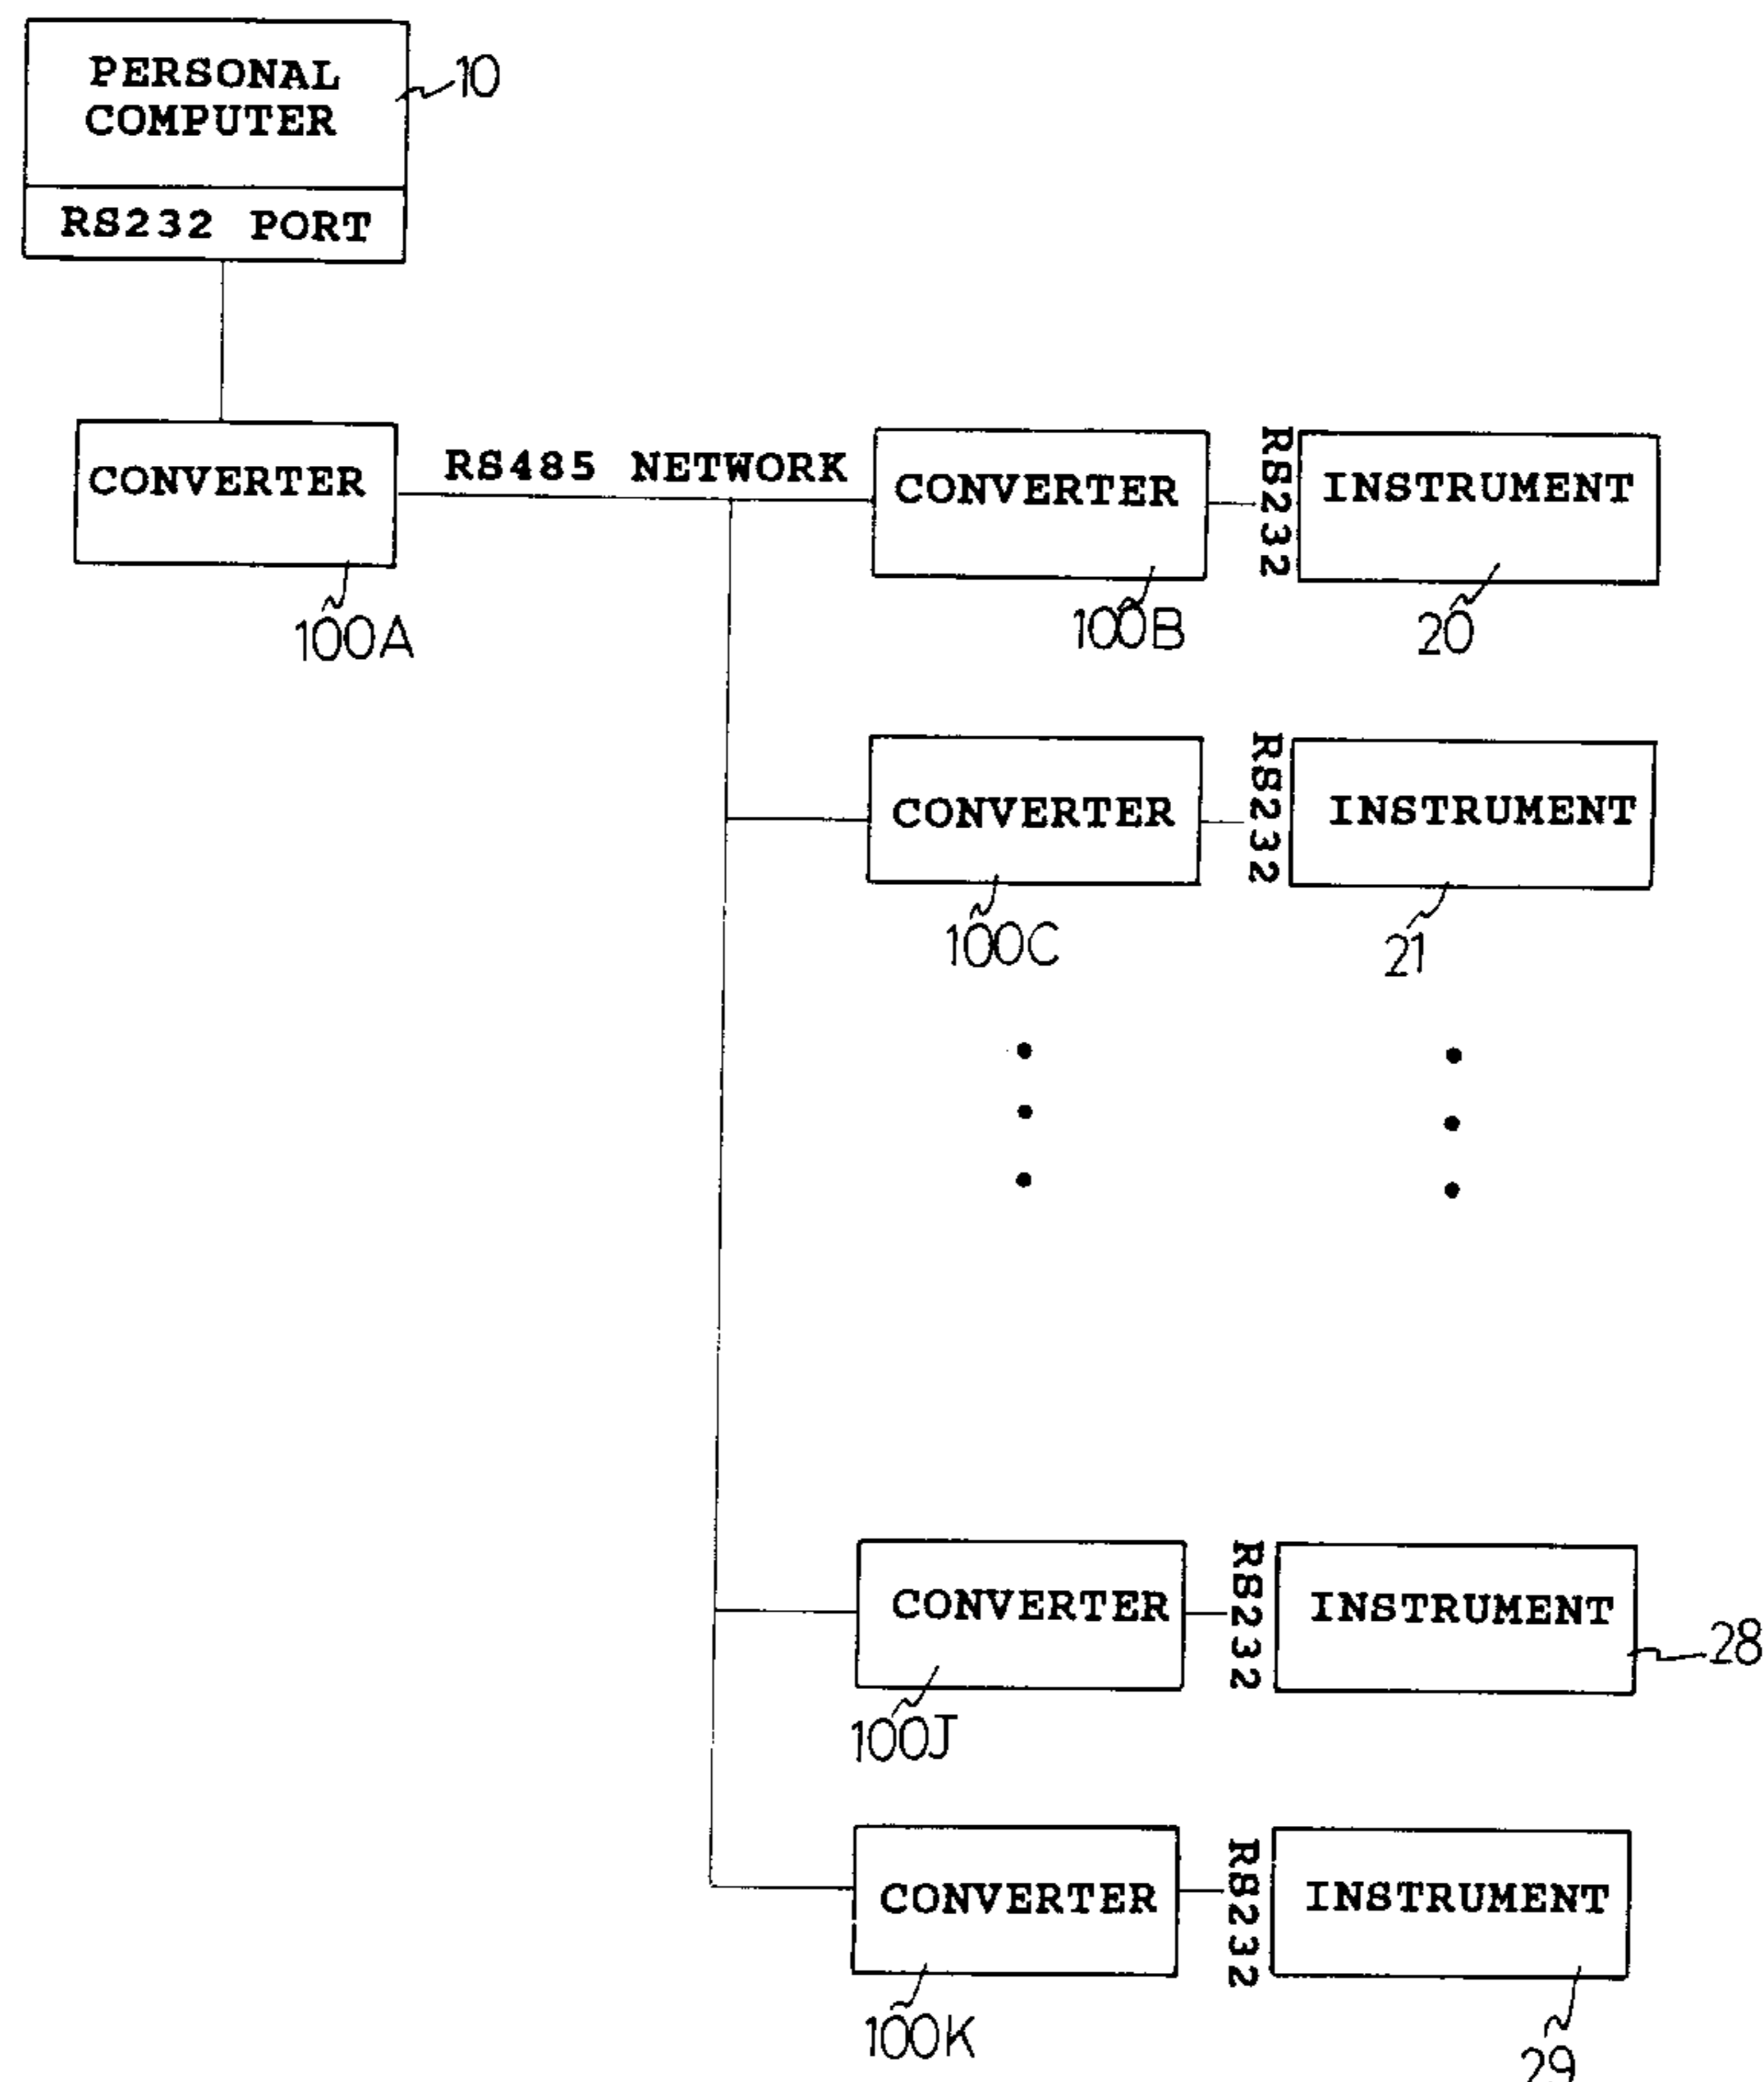 PERSONAL
COMPUTER
10
RS232 PORT
CONVERTER
RS485 NETWORK
CONVERTER
RS232
INSTRUMENT
100A
100B
20
CONVERTER
RS232
INSTRUMENT
100C
21
CONVERTER
RS232
INSTRUMENT
28
100J
CONVERTER
RS232
INSTRUMENT
100K
29